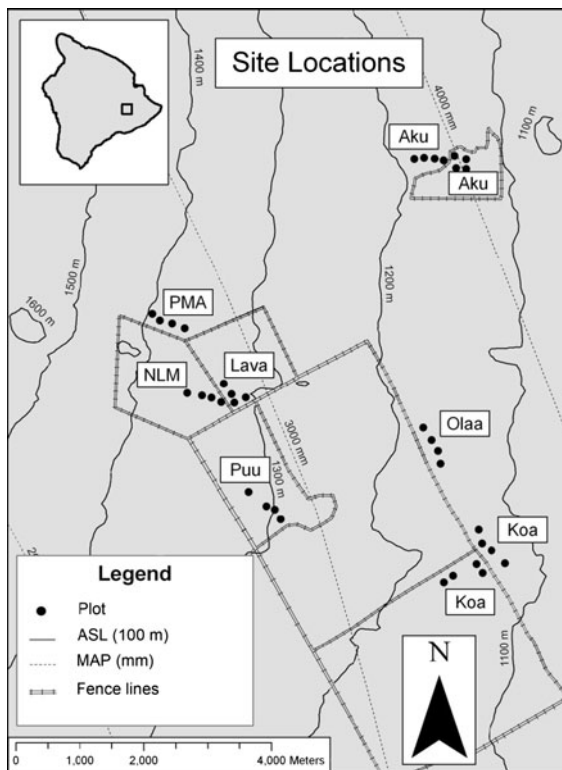 Site Locations
1400 m
4000 mm
1100 m
Aku
Aku
1500 m
1200 m
1600 m
PMA
NLM
Lava
Olaa
3000 mm
1300 m
Puu
Koa
Koa
1100 m
Legend
Plot
ASL (100 m)
MAP (mm)
Fence lines
N
0 1,000 2,000 4,000 Meters